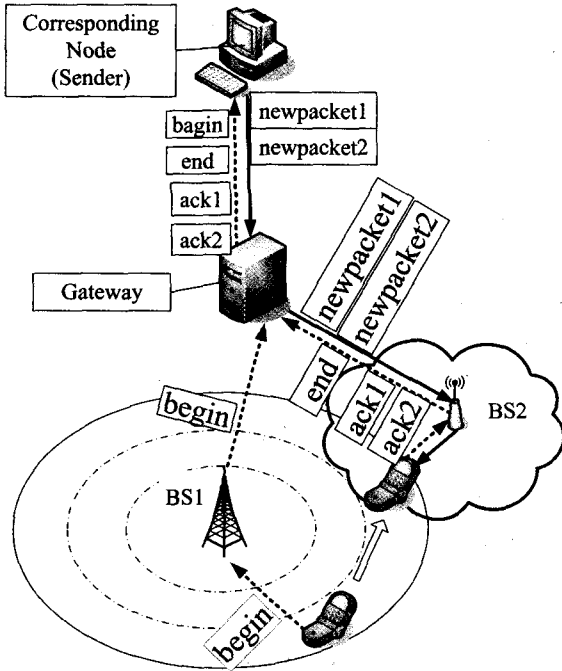 Corresponding
Node
(Sender)
bagin
end
ack1
ack2
newpacket1
newpacket2
Gateway
newpacket1
newpacket2
end
ack1
ack2
begin
BS2
BS1
begin